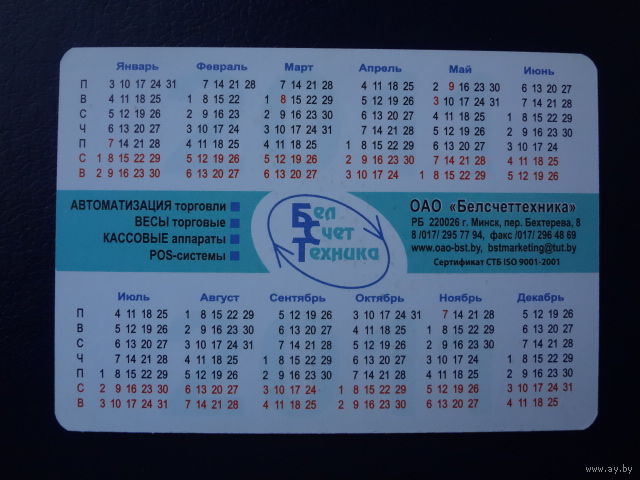 Январь Февраль Март Апрель Май Июнь
П 3 10 17 24 31 7 14 21 28 7 14 21 28 4 11 18 25 2 9 16 23 30 6 13 20 27
В 4 11 18 25 1 8 15 22 1 8 15 22 29 5 12 19 26 3 10 17 24 31 7 14 21 28
С 5 12 19 26 2 9 16 23 2 9 16 23 30 6 13 20 27 4 11 18 25 1 8 15 22 29
Ч 6 13 20 27 3 10 17 24 3 10 17 24 31 7 14 21 28 5 12 19 26 2 9 16 23 30
П 7 14 21 28 4 11 18 25 4 11 18 25 1 8 15 22 29 6 13 20 27 3 10 17 24
С 1 8 15 22 29 5 12 19 26 5 12 19 26 2 9 16 23 30 7 14 21 28 4 11 18 25
В 2 9 16 23 30 6 13 20 27 6 13 20 27 3 10 17 24 1 8 15 22 29 5 12 19 26
АВТОМАТИЗАЦИЯ торговли
ВЕСЫ торговые
КАССОВЫЕ аппараты
POS-системы
Бел
Счет
Техника
ОАО «Белсчеттехника»
РБ 220026 г. Минск, пер. Бехтерева, 8
8 /017/ 295 77 94, факс /017/ 296 48 69
www.oao-bst.by, bstmarketing@tut.by
Сертификат СТБ ISO 9001-2001
Июль Август Сентябрь Октябрь Ноябрь Декабрь
П 4 11 18 25 1 8 15 22 29 5 12 19 26 3 10 17 24 31 7 14 21 28 5 12 19 26
В 5 12 19 26 2 9 16 23 30 6 13 20 27 4 11 18 25 1 8 15 22 29 6 13 20 27
С 6 13 20 27 3 10 17 24 31 7 14 21 28 5 12 19 26 2 9 16 23 30 7 14 21 28
Ч 7 14 21 28 4 11 18 25 1 8 15 22 29 6 13 20 27 3 10 17 24 1 8 15 22 29
П 1 8 15 22 29 5 12 19 26 2 9 16 23 30 7 14 21 28 4 11 18 25 2 9 16 23 30
С 2 9 16 23 30 6 13 20 27 3 10 17 24 1 8 15 22 29 5 12 19 26 3 10 17 24 31
В 3 10 17 24 31 7 14 21 28 4 11 18 25 2 9 16 23 30 6 13 20 27 4 11 18 25
www.ay.by